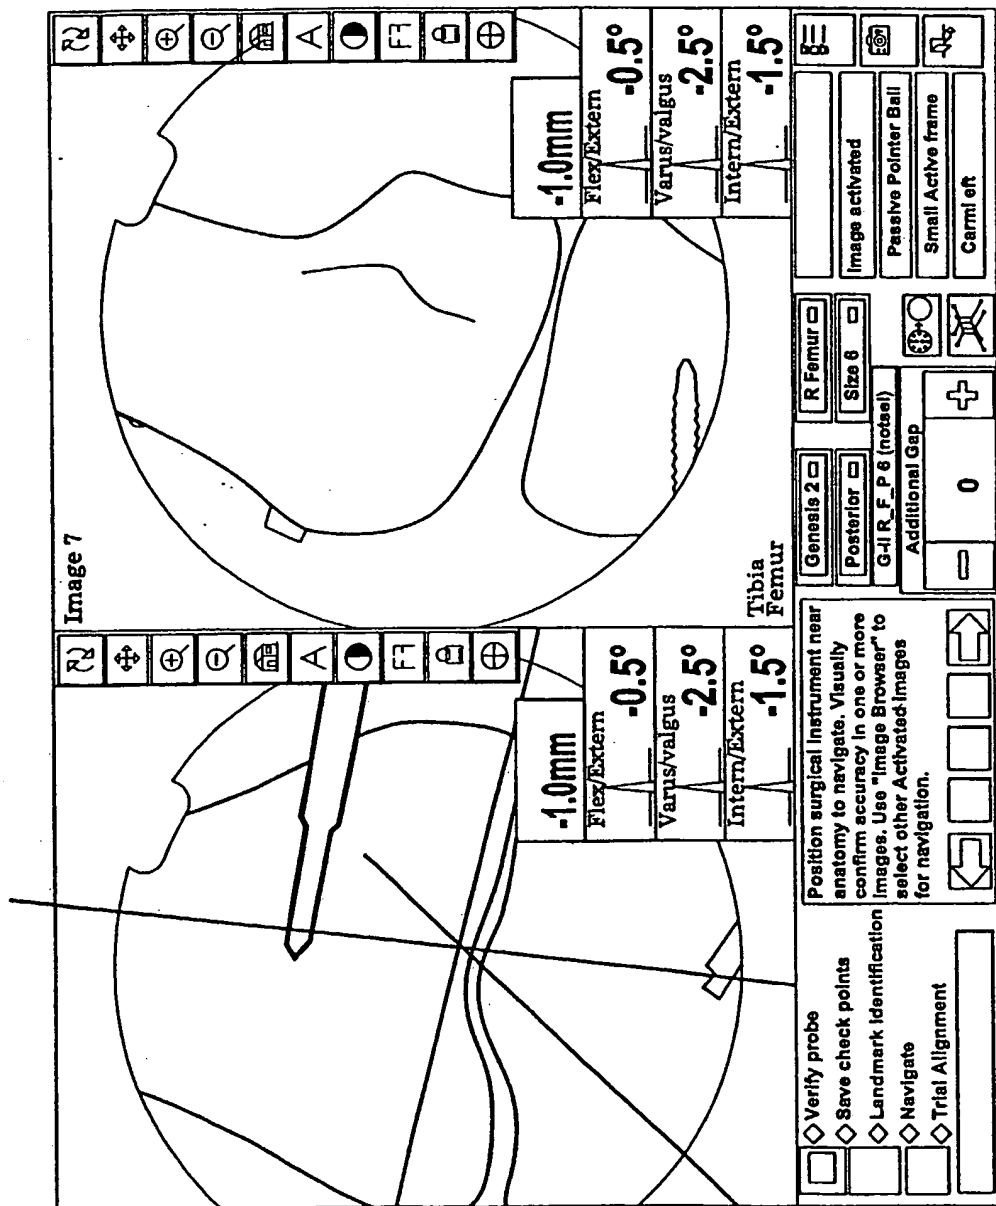 Image 7
-1.0mm
Flex/Extern
-0.5°
Varus/valgus
-2.5°
Intern/Extern
-1.5°
-1.0mm
Flex/Extern
-0.5°
Varus/valgus
-2.5°
Intern/Extern
-1.5°
Tibia
Femur
Verify probe
Save check points
Landmark identification
Navigate
Trial Alignment
Position surgical instrument near
anatomy to navigate. Visually
confirm accuracy in one or more
images. Use "Image Browser" to
select other Activated Images
for navigation.
Genesis 2
R Femur
Posterior
Size 6
G-II R_F_P 6 (notsel)
Additional Gap
0
Image activated
Passive Pointer Ball
Small Active frame